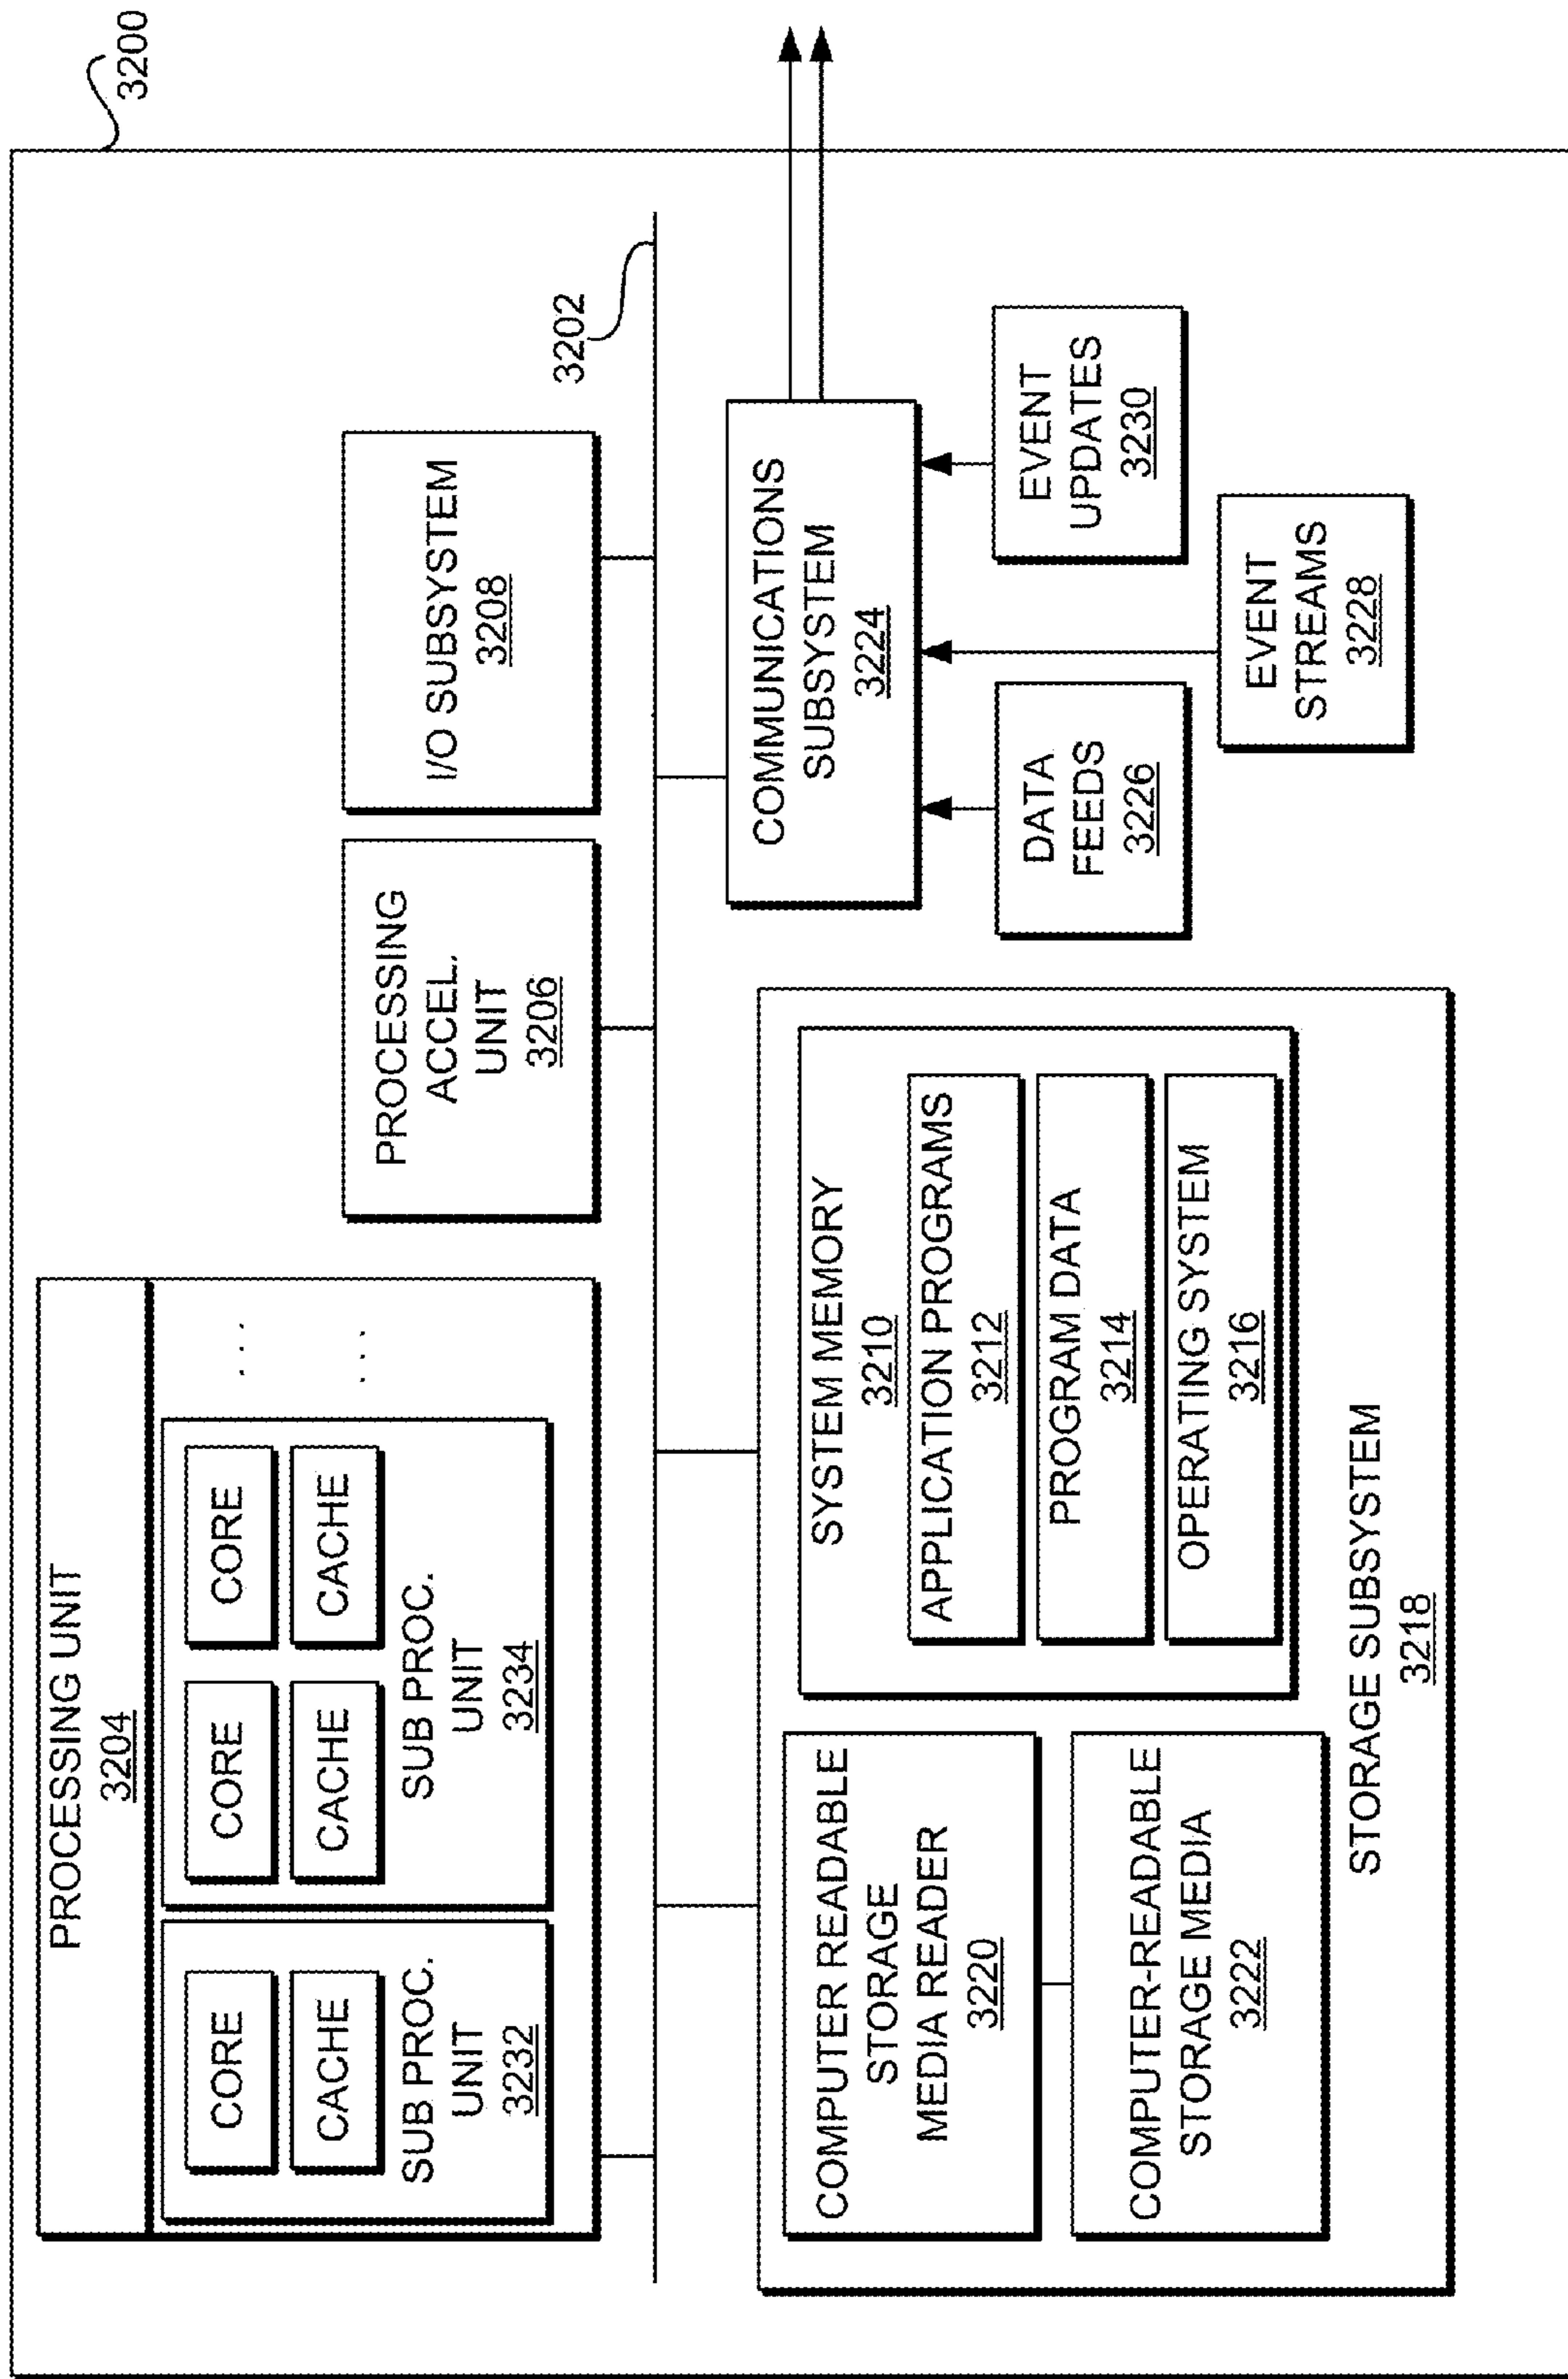 3200
PROCESSING UNIT
3204
CORE
CACHE
SUB PROC.
UNIT
3232
CORE
CACHE
CORE
CACHE
SUB PROC.
UNIT
3234
. . .
. . .
PROCESSING
ACCEL.
UNIT
3206
I/O SUBSYSTEM
3208
3202
COMPUTER READABLE
STORAGE
MEDIA READER
3220
COMPUTER-READABLE
STORAGE MEDIA
3222
SYSTEM MEMORY
3210
APPLICATION PROGRAMS
3212
PROGRAM DATA
3214
OPERATING SYSTEM
3216
STORAGE SUBSYSTEM
3218
COMMUNICATIONS
SUBSYSTEM
3224
DATA
FEEDS
3226
EVENT
STREAMS
3228
EVENT
UPDATES
3230